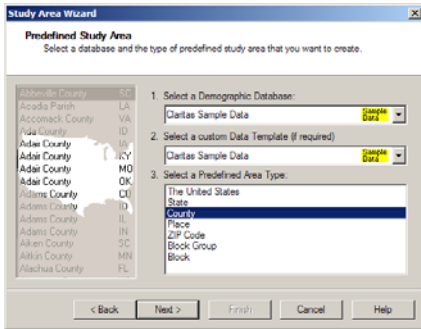 Study Area Wizard
Predefined Study Area
Select a database and the type of predefined study area that you want to create.
Abbeville County SC
Acadia Parish LA
Accomack County VA
Ada County ID
Adair County IA
Adair County KY
Adair County MO
Adair County OK
Adams County CO
Adams County ID
Adams County IL
Adams County IN
Aiken County SC
Aitkin County MN
Alachua County FL
1. Select a Demographic Database:
Claritas Sample Data Sample Data
2. Select a custom Data Template (if required)
Claritas Sample Data Sample Data
3. Select a Predefined Area Type:
The United States
State
County
Place
ZIP Code
Block Group
Block
< Back Next > Finish Cancel Help